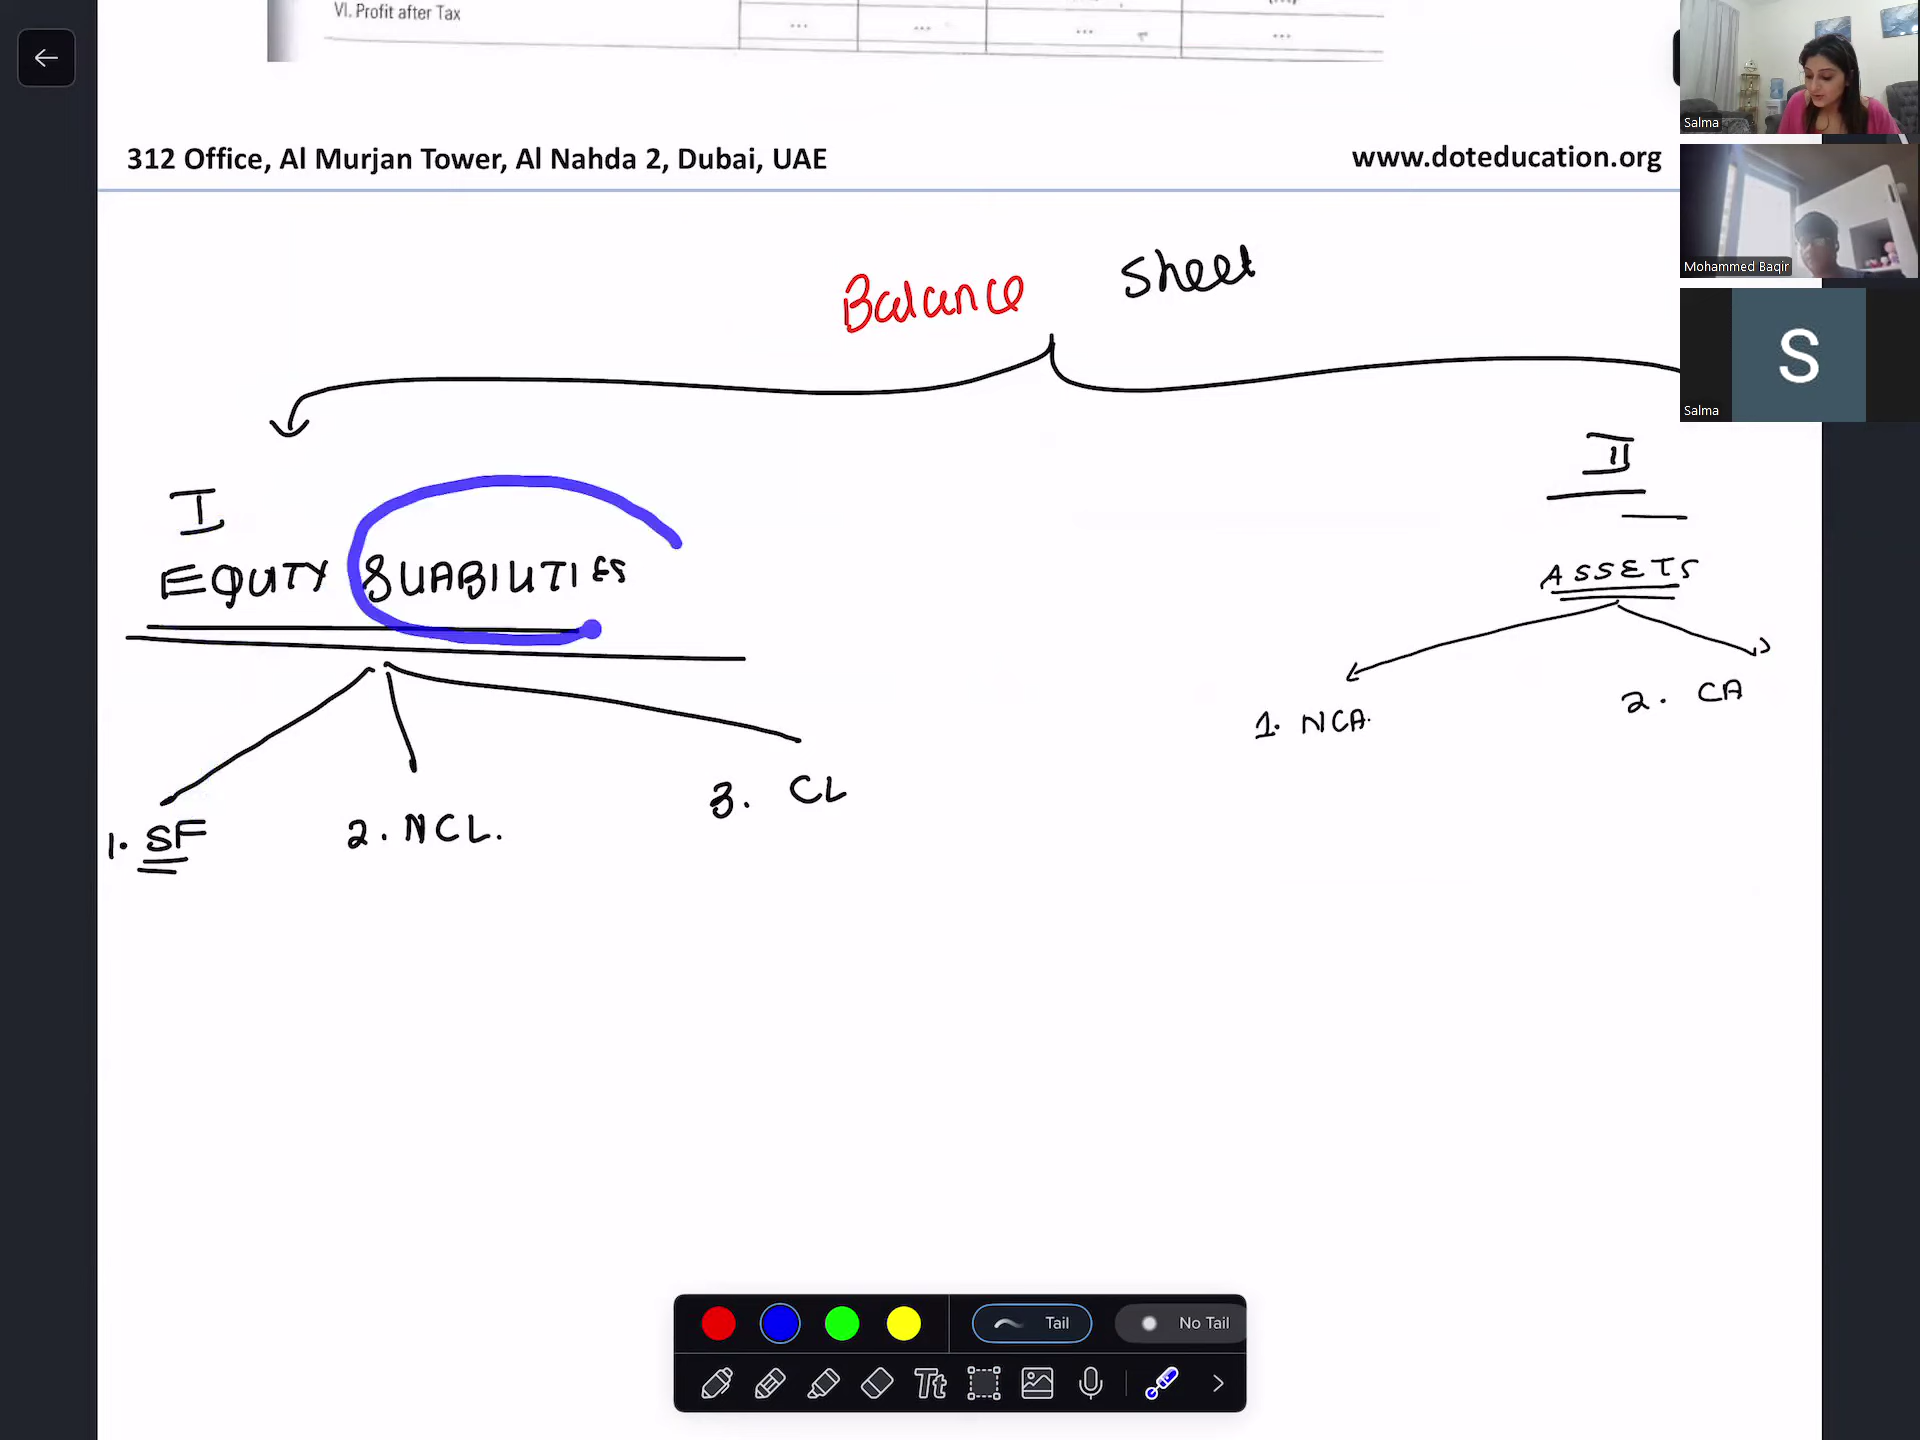 VI. Profit after Tax
... ... ... ...
312 Office, Al Murjan Tower, Al Nahda 2, Dubai, UAE www.doteducation.org
Salma
Mohammed Baqir
S
Salma
Balance Sheet
I
EQUITY & LIABILITIES
1. SF
2. NCL.
3. CL
II
ASSETS
1. NCA.
2. CA
Tail No Tail
Tt